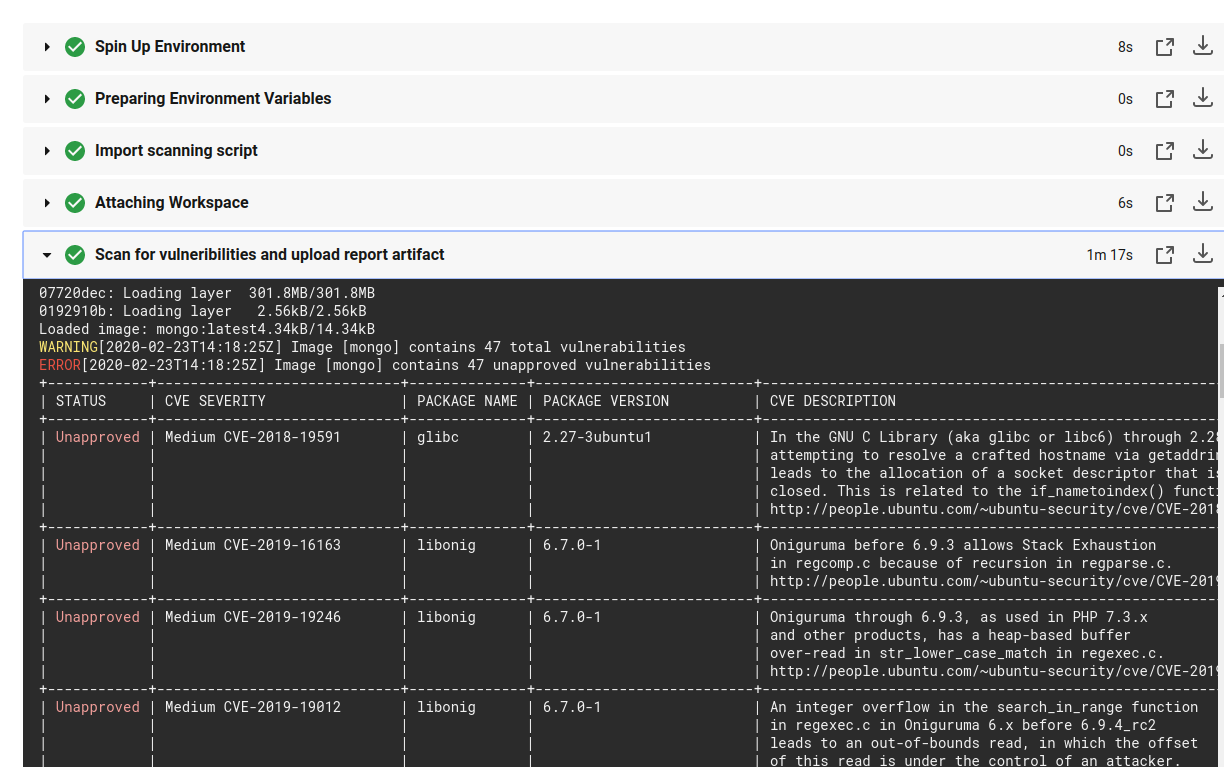 Spin Up Environment 8s
Preparing Environment Variables 0s
Import scanning script 0s
Attaching Workspace 6s
Scan for vulneribilities and upload report artifact 1m 17s
07720dec: Loading layer  301.8MB/301.8MB
0192910b: Loading layer   2.56kB/2.56kB
Loaded image: mongo:latest4.34kB/14.34kB
WARNING[2020-02-23T14:18:25Z] Image [mongo] contains 47 total vulnerabilities
ERROR[2020-02-23T14:18:25Z] Image [mongo] contains 47 unapproved vulnerabilities
| STATUS | CVE SEVERITY | PACKAGE NAME | PACKAGE VERSION | CVE DESCRIPTION
| Unapproved | Medium CVE-2018-19591 | glibc | 2.27-3ubuntu1 | In the GNU C Library (aka glibc or libc6) through 2.28
attempting to resolve a crafted hostname via getaddrin
leads to the allocation of a socket descriptor that is
closed. This is related to the if_nametoindex() functi
http://people.ubuntu.com/~ubuntu-security/cve/CVE-2018
| Unapproved | Medium CVE-2019-16163 | libonig | 6.7.0-1 | Oniguruma before 6.9.3 allows Stack Exhaustion
in regcomp.c because of recursion in regparse.c.
http://people.ubuntu.com/~ubuntu-security/cve/CVE-2019
| Unapproved | Medium CVE-2019-19246 | libonig | 6.7.0-1 | Oniguruma through 6.9.3, as used in PHP 7.3.x
and other products, has a heap-based buffer
over-read in str_lower_case_match in regexec.c.
http://people.ubuntu.com/~ubuntu-security/cve/CVE-2019
| Unapproved | Medium CVE-2019-19012 | libonig | 6.7.0-1 | An integer overflow in the search_in_range function
in regexec.c in Oniguruma 6.x before 6.9.4_rc2
leads to an out-of-bounds read, in which the offset
of this read is under the control of an attacker.